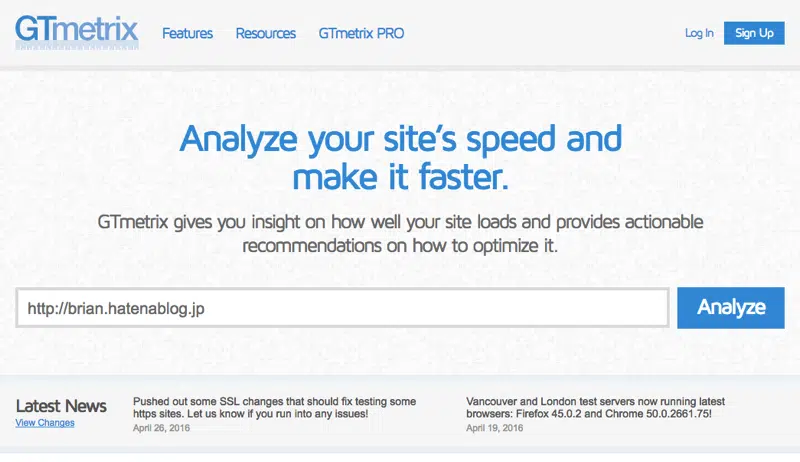 GTmetrix
Features
Resources
GTmetrix PRO
Log In
Sign Up
Analyze your site's speed and
make it faster.
GTmetrix gives you insight on how well your site loads and provides actionable
recommendations on how to optimize it.
http://brian.hatenablog.jp
Analyze
Latest News
View Changes
Pushed out some SSL changes that should fix testing some
https sites. Let us know if you run into any issues!
April 26, 2016
Vancouver and London test servers now running latest
browsers: Firefox 45.0.2 and Chrome 50.0.2661.75!
April 19, 2016